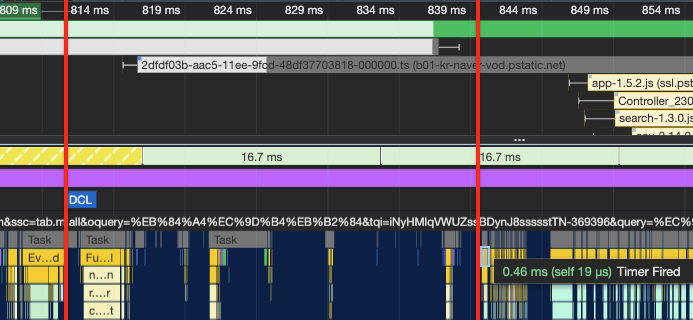 809 ms 814 ms 819 ms 824 ms 829 ms 834 ms 839 ms 844 ms 849 ms 854 ms
2dfdf03b-aac5-11ee-9fcd-48df37703818-000000.ts (b01-kr-naver-vod.pstatic.net)
app-1.5.2.js (ssl.pst
Controller_230
search-1.3.0.js
...
16.7 ms 16.7 ms
DCL
n&ssc=tab.m all&oquery=%EB%84%A4%EC%9D%B4%EB%B2%84&tqi=iNyHMlqVWUZss BDynJ8ssssstTN-369396&query=%EC%9
Task Task Task
Ev...d Fu...l
0.46 ms (self 19 μs) Timer Fired
n...n
r...r
c....t